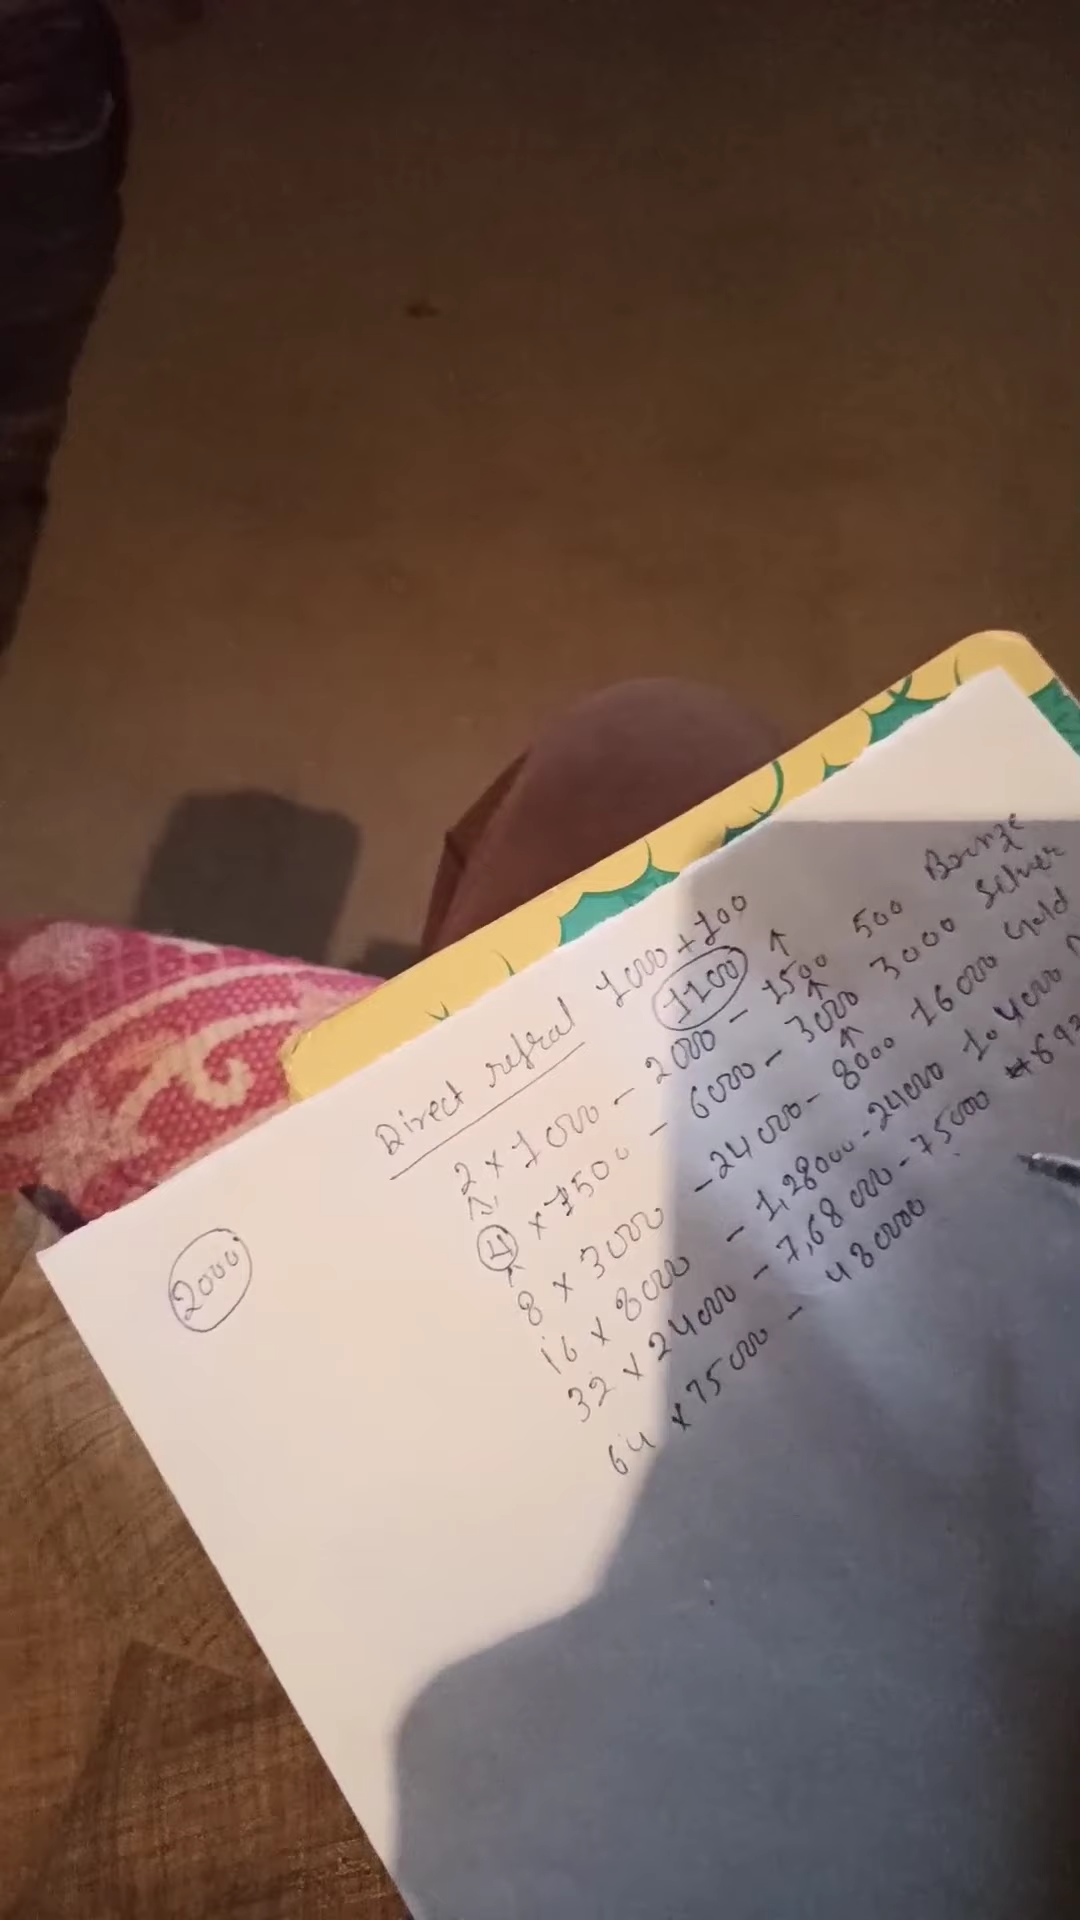 Direct refral 1000 + 100
1100
2 × 1000 - 2000 - 1500 500 Bornze
4 × 1500 - 6000 - 3000 3000 Silver
8 × 3000 - 24000 - 8000 16000 Gold
16 × 8000 - 1,28000 - 24000 104000
32 × 24000 - 7,68000 - 75000
64 × 75000 - 480000
2000